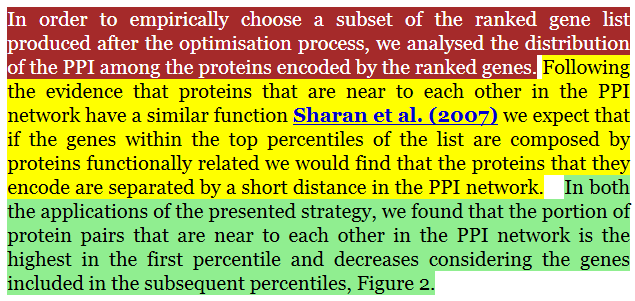 In order to empirically choose a subset of the ranked gene list
produced after the optimisation process, we analysed the distribution
of the PPI among the proteins encoded by the ranked genes. Following
the evidence that proteins that are near to each other in the PPI
network have a similar function Sharan et al. (2007) we expect that
if the genes within the top percentiles of the list are composed by
proteins functionally related we would find that the proteins that they
encode are separated by a short distance in the PPI network. In both
the applications of the presented strategy, we found that the portion of
protein pairs that are near to each other in the PPI network is the
highest in the first percentile and decreases considering the genes
included in the subsequent percentiles, Figure 2.